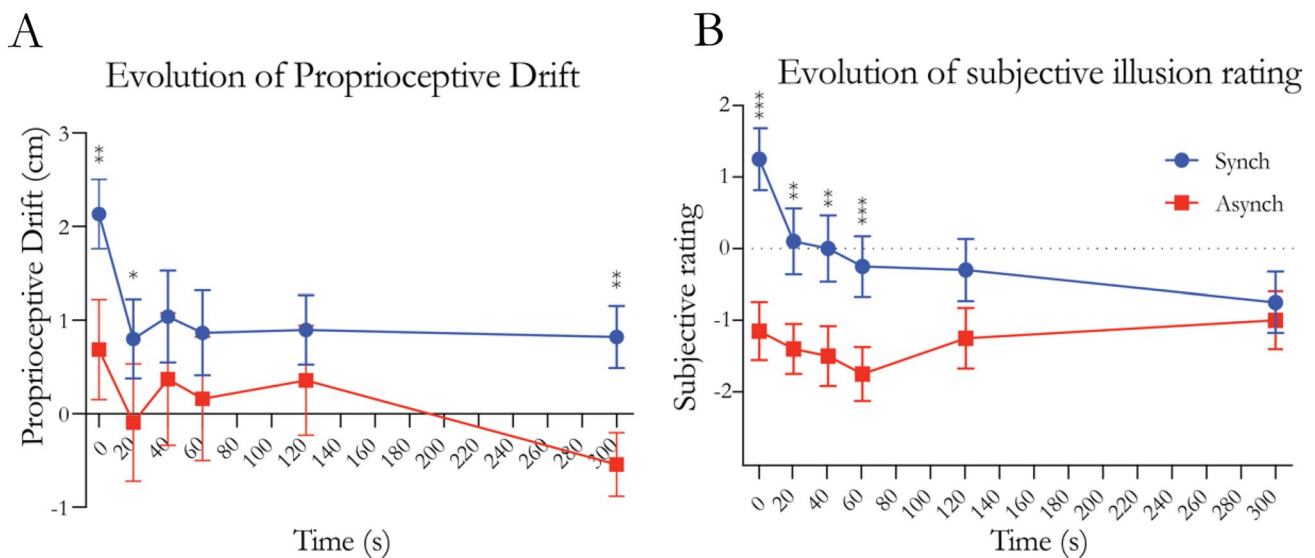 A
Evolution of Proprioceptive Drift
Proprioceptive Drift (cm)
3
2
1
0
-1
**
*
**
0 20 40 60 80 100 120 140 160 180 200 220 240 260 280 300
Time (s)
B
Evolution of subjective illusion rating
Subjective rating
2
1
0
-1
-2
***
**
**
***
Synch
Asynch
0 20 40 60 80 100 120 140 160 180 200 220 240 260 280 300
Time (s)